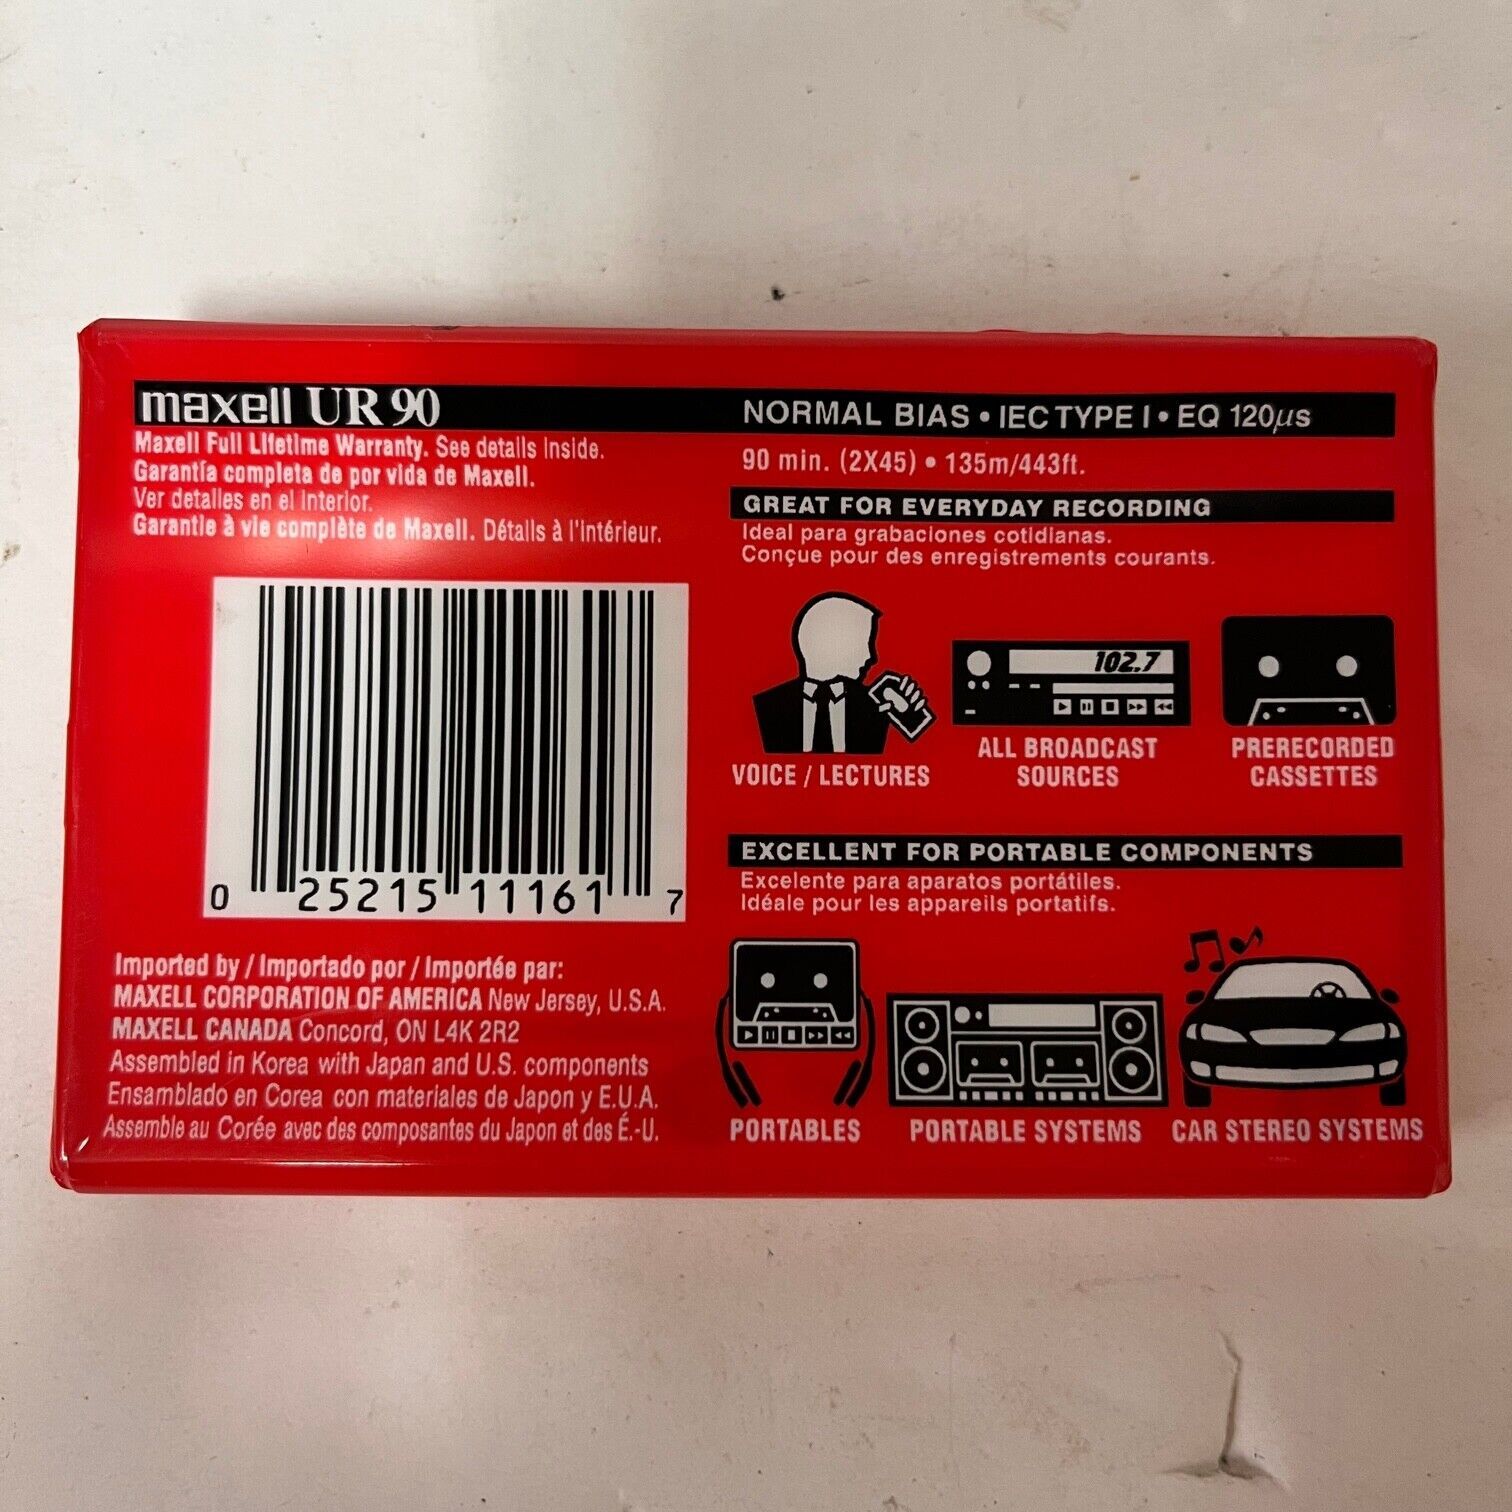 maxell UR 90
Maxell Full Lifetime Warranty. See details Inside.
Garantía completa de por vida de Maxell.
Ver detalles en el Interior.
Garantie à vie complète de Maxell. Détails à l'intérieur.
0 25215 11161 7
Imported by / Importado por / Importée par:
MAXELL CORPORATION OF AMERICA New Jersey, U.S.A.
MAXELL CANADA Concord, ON L4K 2R2
Assembled in Korea with Japan and U.S. components
Ensamblado en Corea con materiales de Japon y E.U.A.
Assemble au Corée avec des composantes du Japon et des É.-U.
NORMAL BIAS • IEC TYPE I • EQ 120µs
90 min. (2X45) • 135m/443ft.
GREAT FOR EVERYDAY RECORDING
Ideal para grabaciones cotidianas.
Conçue pour des enregistrements courants.
102.7
VOICE / LECTURES
ALL BROADCAST
SOURCES
PRERECORDED
CASSETTES
EXCELLENT FOR PORTABLE COMPONENTS
Excelente para aparatos portátiles.
Idéale pour les appareils portatifs.
PORTABLES
PORTABLE SYSTEMS
CAR STEREO SYSTEMS